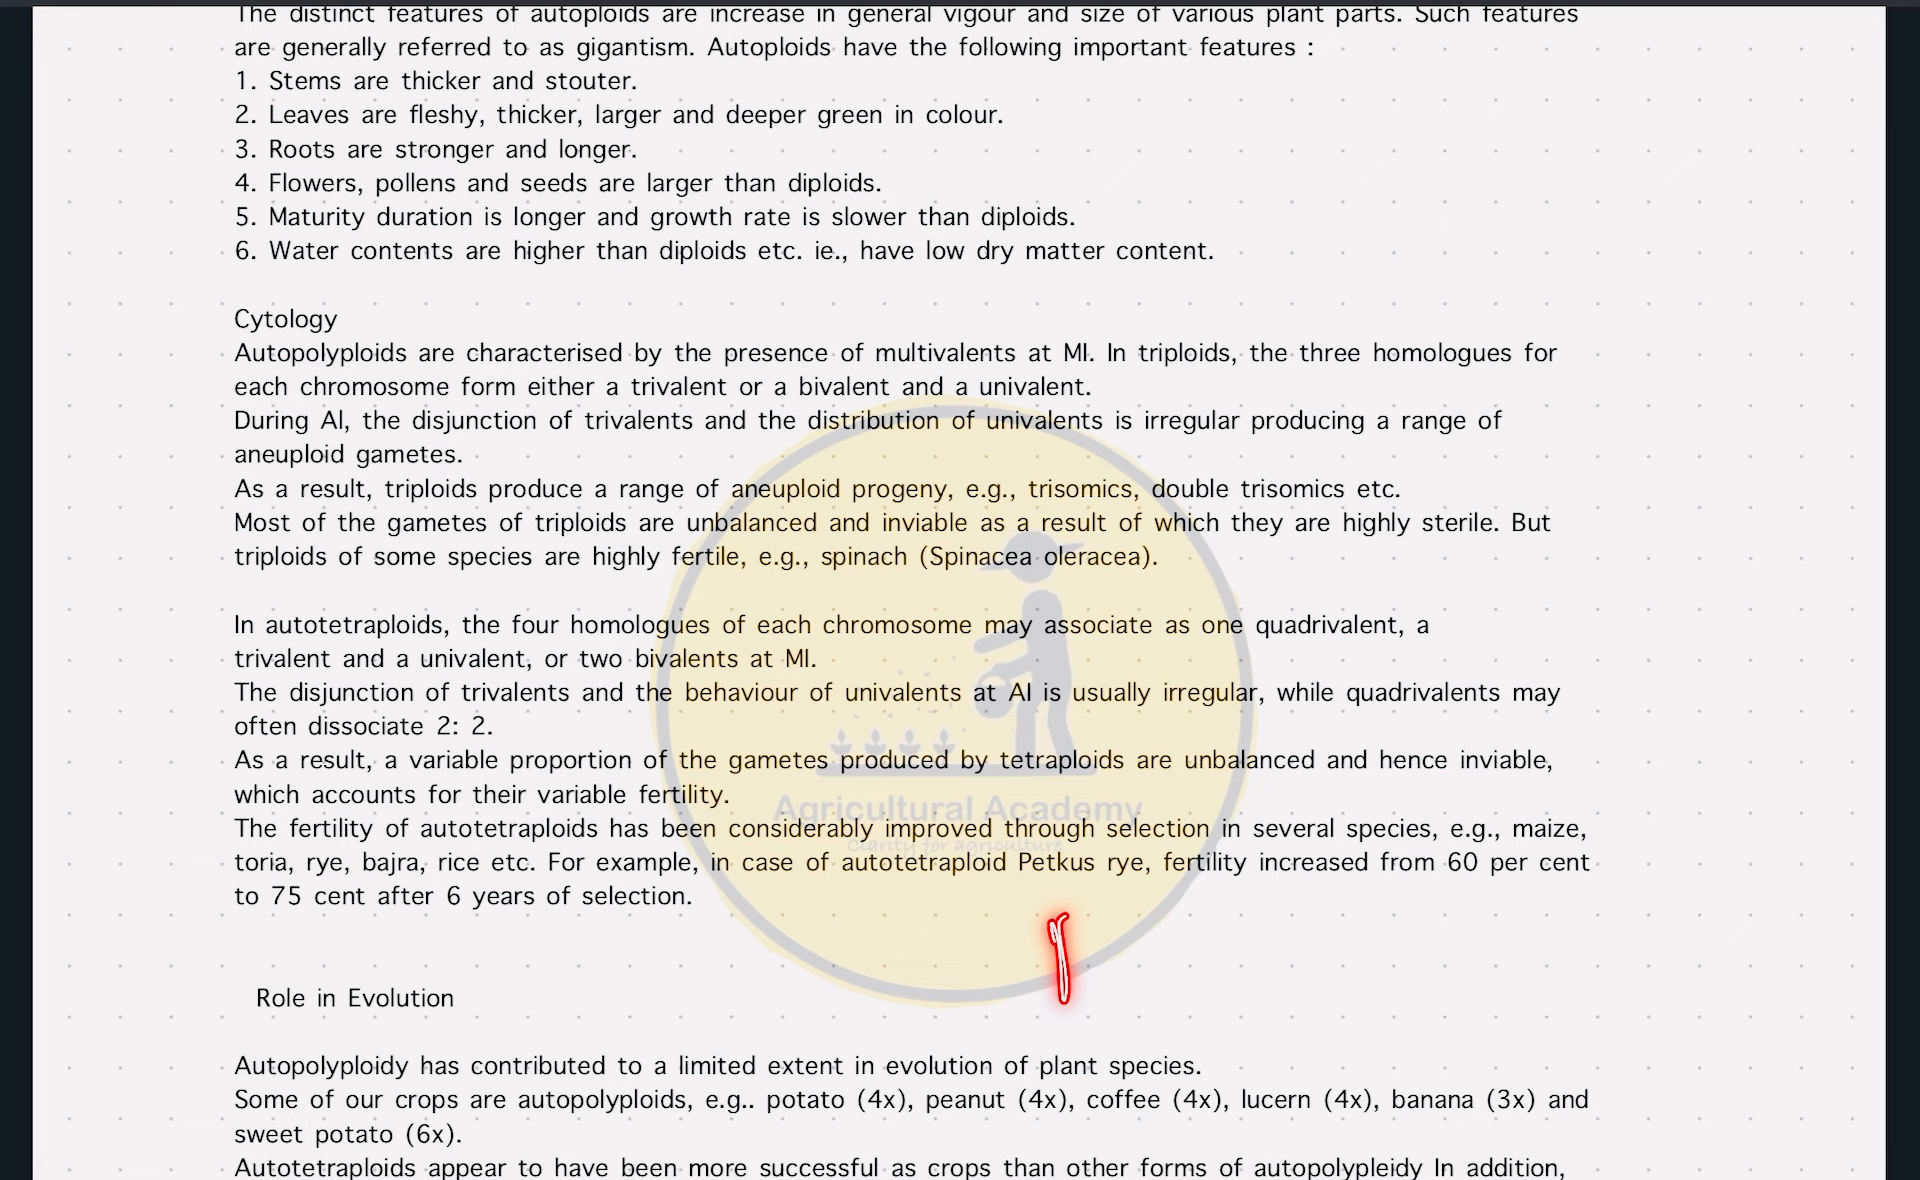 The distinct features of autoploids are increase in general vigour and size of various plant parts. Such features
are generally referred to as gigantism. Autoploids have the following important features :
1. Stems are thicker and stouter.
2. Leaves are fleshy, thicker, larger and deeper green in colour.
3. Roots are stronger and longer.
4. Flowers, pollens and seeds are larger than diploids.
5. Maturity duration is longer and growth rate is slower than diploids.
6. Water contents are higher than diploids etc. ie., have low dry matter content.
Cytology
Autopolyploids are characterised by the presence of multivalents at MI. In triploids, the three homologues for
each chromosome form either a trivalent or a bivalent and a univalent.
During AI, the disjunction of trivalents and the distribution of univalents is irregular producing a range of
aneuploid gametes.
As a result, triploids produce a range of aneuploid progeny, e.g., trisomics, double trisomics etc.
Most of the gametes of triploids are unbalanced and inviable as a result of which they are highly sterile. But
triploids of some species are highly fertile, e.g., spinach (Spinacea oleracea).
In autotetraploids, the four homologues of each chromosome may associate as one quadrivalent, a
trivalent and a univalent, or two bivalents at MI.
The disjunction of trivalents and the behaviour of univalents at AI is usually irregular, while quadrivalents may
often dissociate 2: 2.
As a result, a variable proportion of the gametes produced by tetraploids are unbalanced and hence inviable,
which accounts for their variable fertility.
Agricultural Academy
The fertility of autotetraploids has been considerably improved through selection in several species, e.g., maize,
Clarity for agriculture
toria, rye, bajra, rice etc. For example, in case of autotetraploid Petkus rye, fertility increased from 60 per cent
to 75 cent after 6 years of selection.
Role in Evolution
Autopolyploidy has contributed to a limited extent in evolution of plant species.
Some of our crops are autopolyploids, e.g.. potato (4x), peanut (4x), coffee (4x), lucern (4x), banana (3x) and
sweet potato (6x).
Autotetraploids appear to have been more successful as crops than other forms of autopolypleidy In addition,